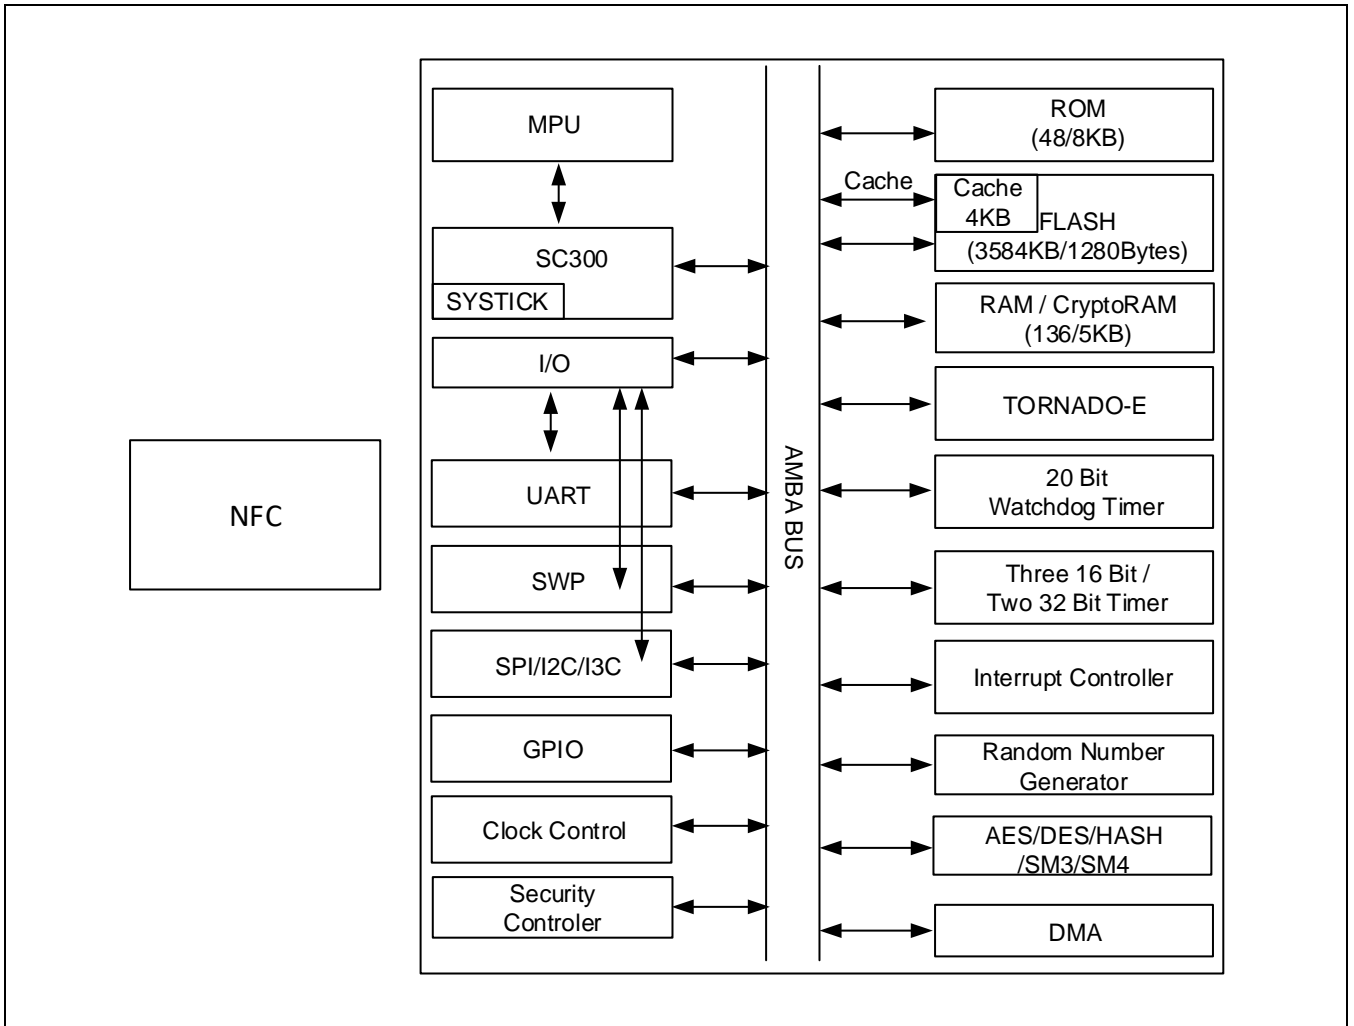 MPU
SC300
SYSTICK
I/O
UART
SWP
SPI/I2C/I3C
GPIO
Clock Control
Security
Controler
NFC
AMBA BUS
ROM
(48/8KB)
Cache
Cache
4KB
FLASH
(3584KB/1280Bytes)
RAM / CryptoRAM
(136/5KB)
TORNADO-E
20 Bit
Watchdog Timer
Three 16 Bit /
Two 32 Bit Timer
Interrupt Controller
Random Number
Generator
AES/DES/HASH
/SM3/SM4
DMA